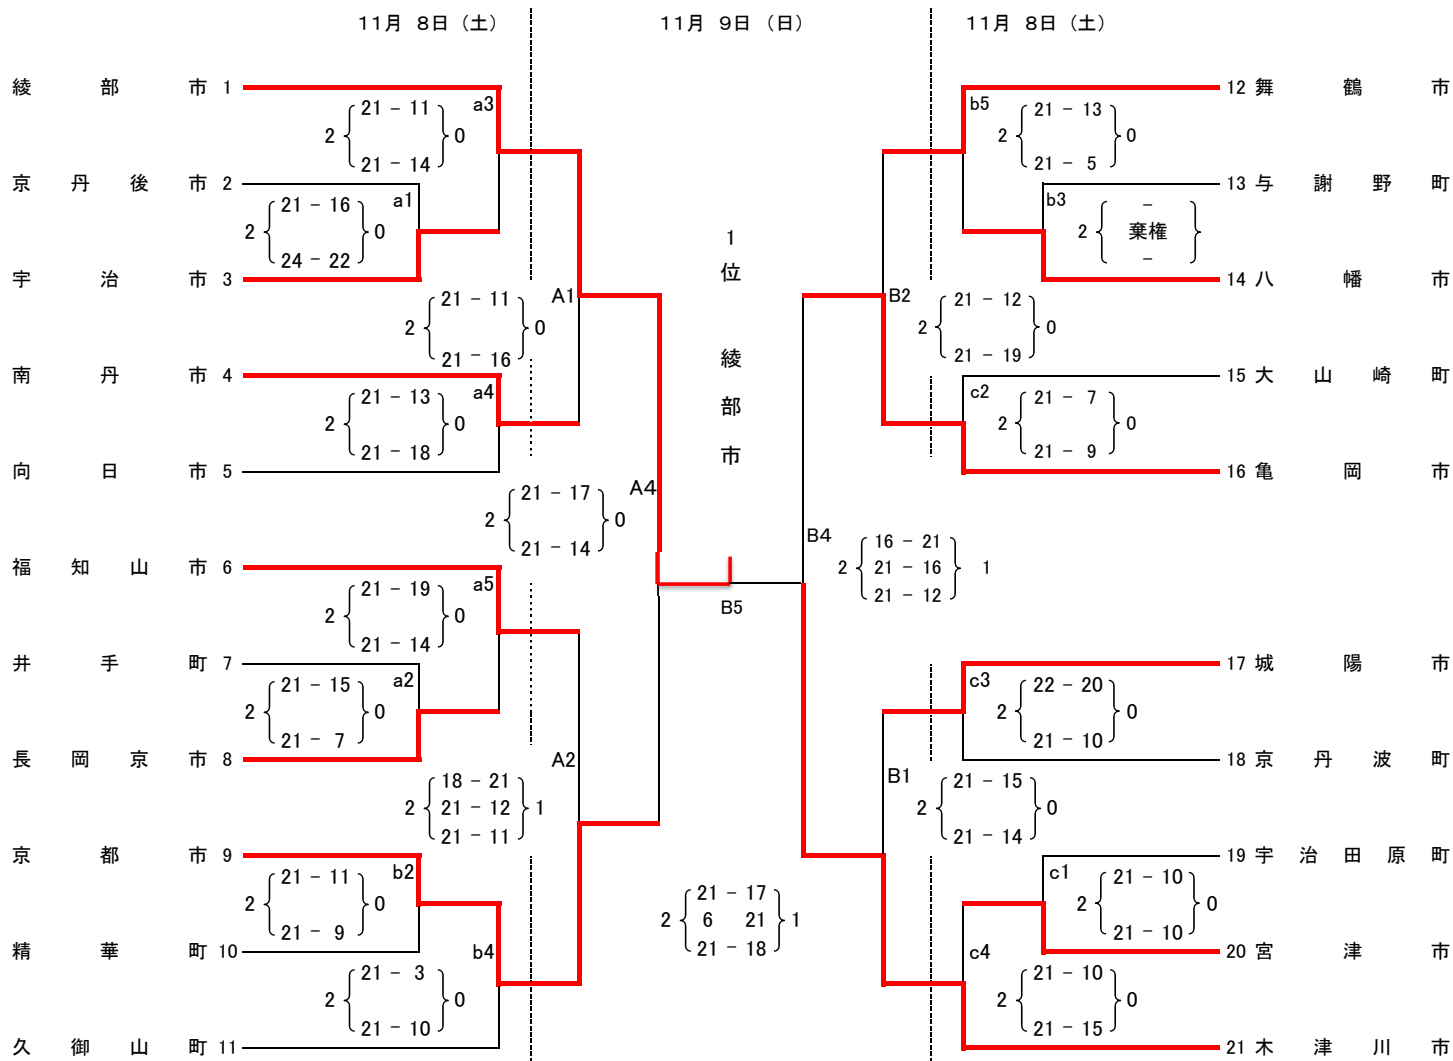 11月 8日（土）
11月 9日（日）
11月 8日（土）
綾部市 1
a3
2 21 - 11 0
21 - 14
京丹後市 2
a1
2 21 - 16 0
24 - 22
宇治市 3
A1
2 21 - 11 0
21 - 16
南丹市 4
a4
2 21 - 13 0
21 - 18
向日市 5
A4
2 21 - 17 0
21 - 14
福知山市 6
a5
2 21 - 19 0
21 - 14
井手町 7
a2
2 21 - 15 0
21 - 7
長岡京市 8
A2
2 18 - 21 1
21 - 12
21 - 11
京都市 9
b2
2 21 - 11 0
21 - 9
精華町 10
b4
2 21 - 3 0
21 - 10
久御山町 11
1位 綾部市
B5
2 21 - 17 1
6 21
21 - 18
12 舞鶴市
b5
2 21 - 13 0
21 - 5
13 与謝野町
b3
2 -
棄権
-
14 八幡市
B2
2 21 - 12 0
21 - 19
15 大山崎町
c2
2 21 - 7 0
21 - 9
16 亀岡市
B4
2 16 - 21 1
21 - 16
21 - 12
17 城陽市
c3
2 22 - 20 0
21 - 10
18 京丹波町
B1
2 21 - 15 0
21 - 14
19 宇治田原町
c1
2 21 - 10 0
21 - 10
20 宮津市
c4
2 21 - 10 0
21 - 15
21 木津川市